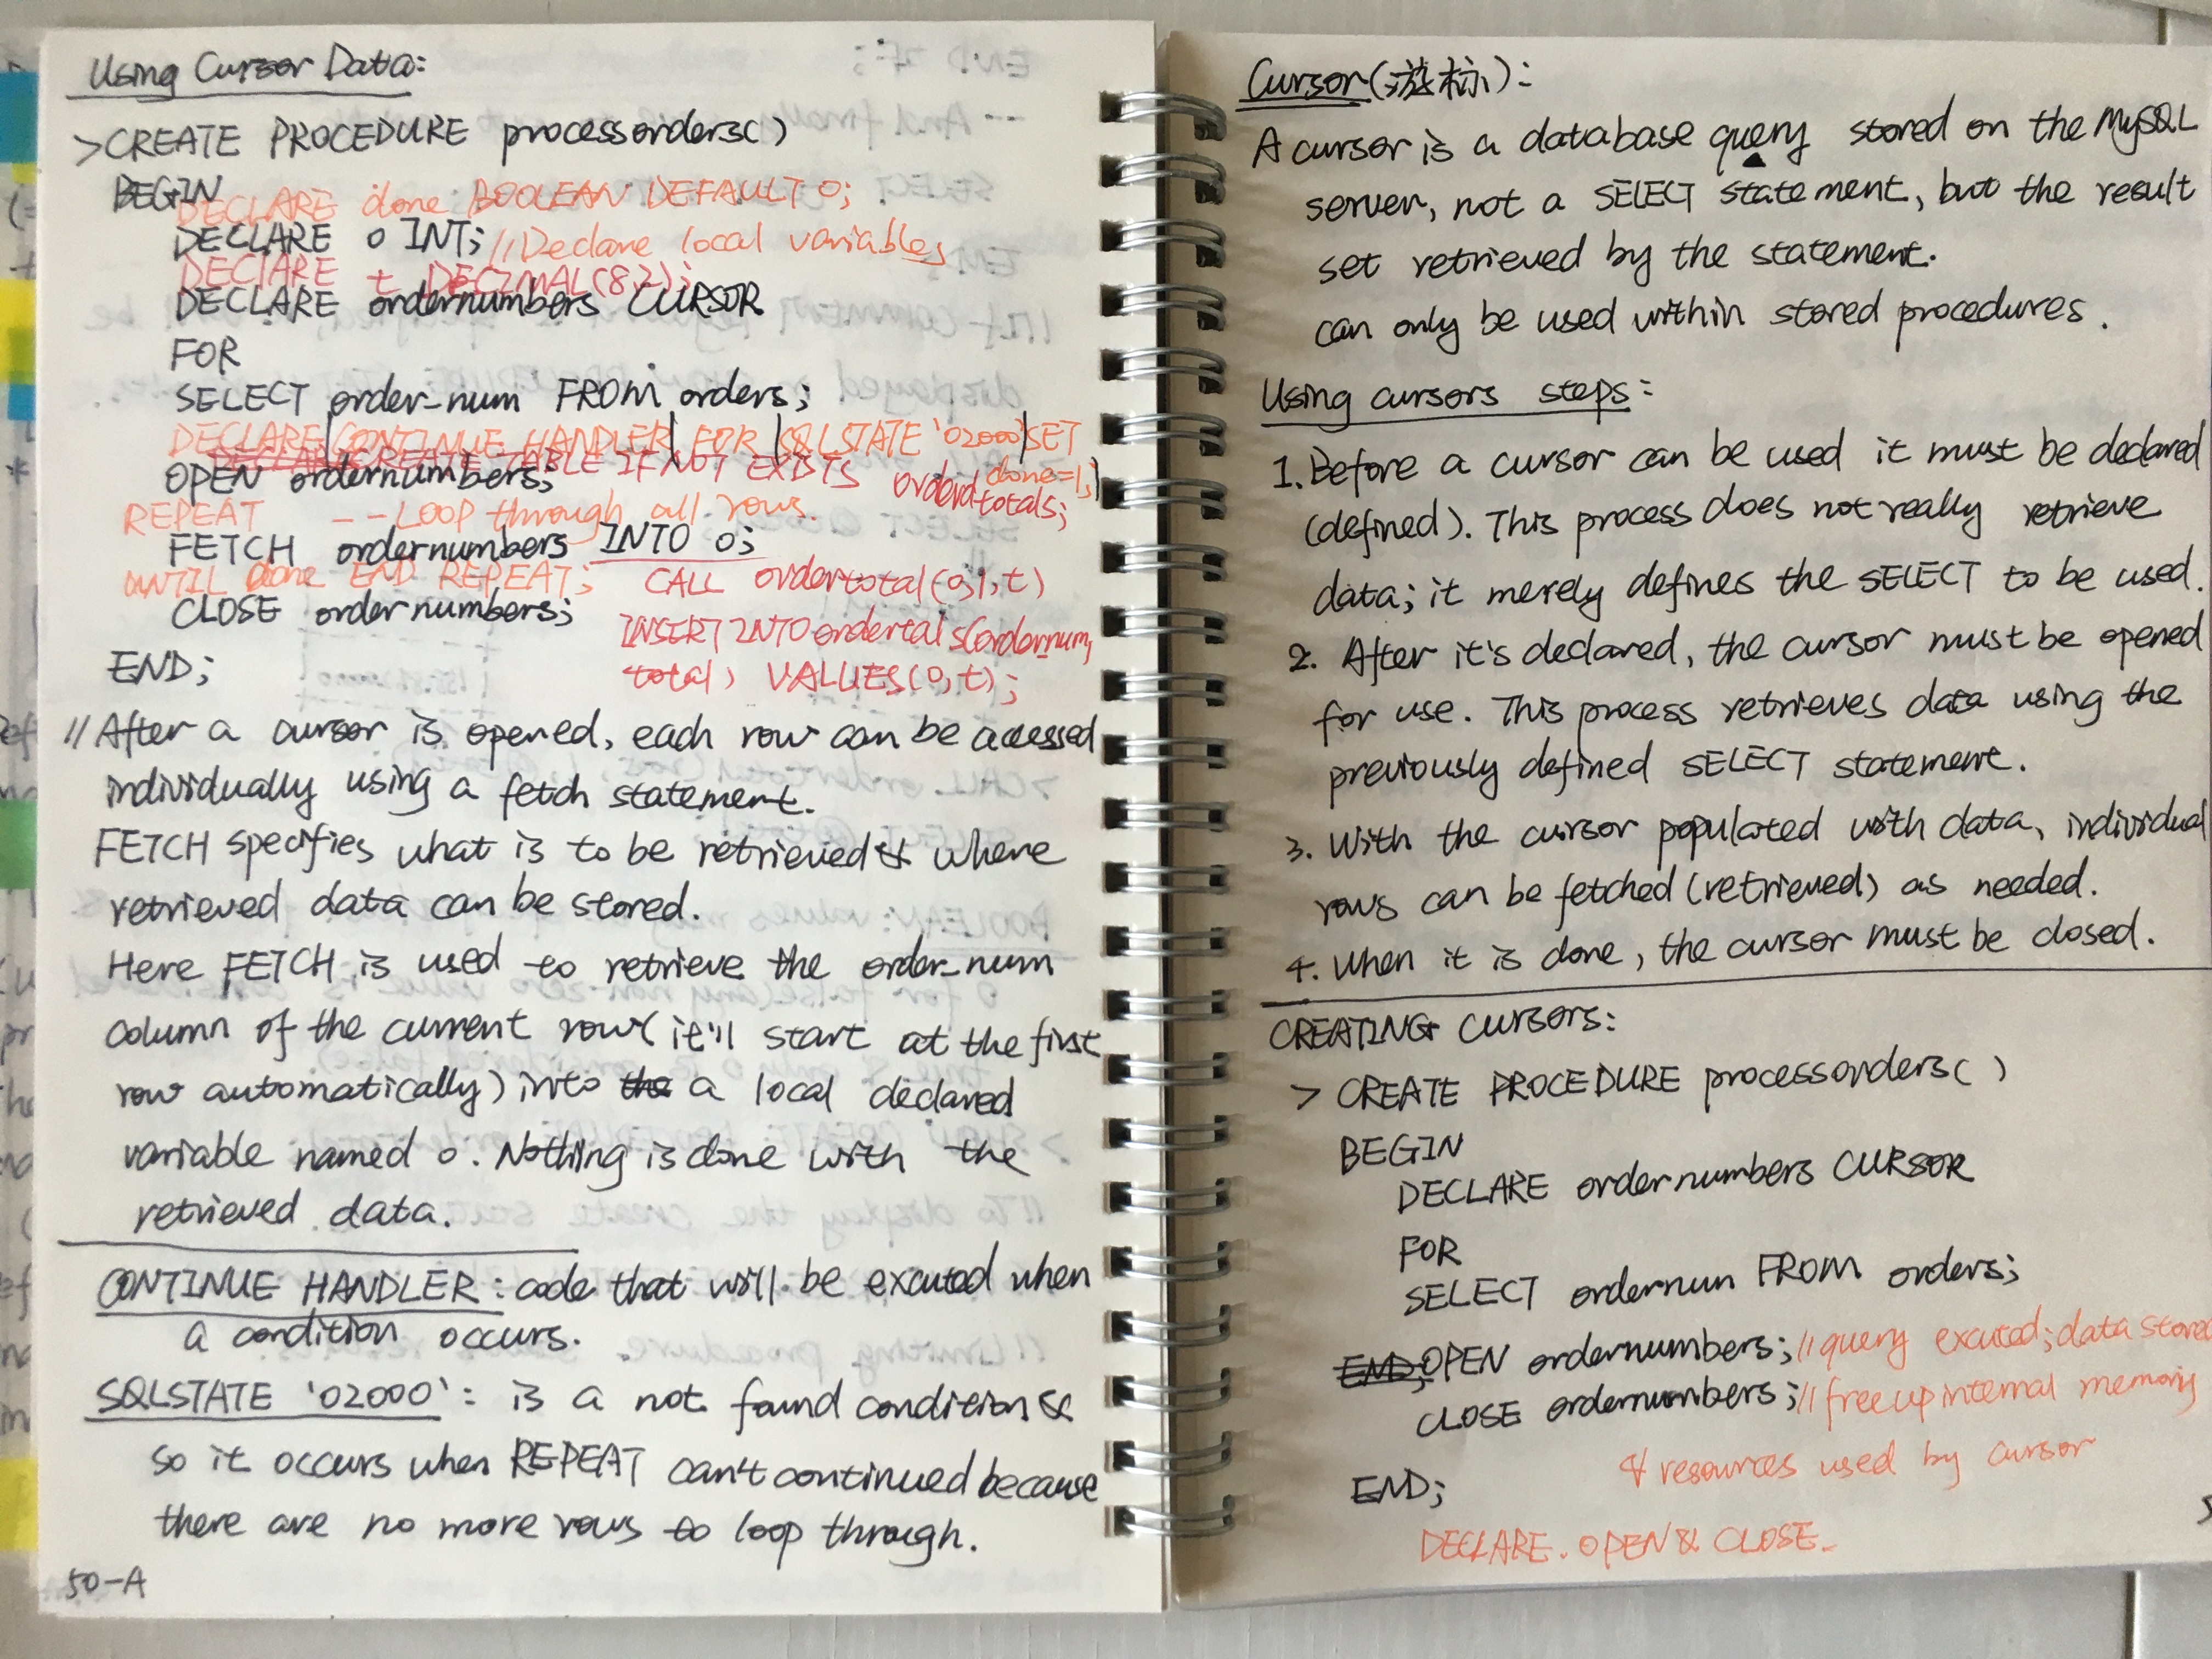 Using Cursor Data:
>CREATE PROCEDURE processorders()
BEGIN
DECLARE done BOOLEAN DEFAULT 0;
DECLARE o INT; //Declare local variables
DECLARE t DECIMAL(8,2);
DECLARE ordernumbers CURSOR
FOR
SELECT order_num FROM orders;
DECLARE CONTINUE HANDLER FOR SQLSTATE '02000' SET
done=1;
CREATE TABLE IF NOT EXISTS
OPEN ordernumbers;
REPEAT --Loop through all rows.
FETCH ordernumbers INTO o;
UNTIL done END REPEAT;
CALL ordertotal(o,1,t)
CLOSE ordernumbers;
INSERT INTO
total) VALUES(o,t);
END;
//After a cursor is opened, each row can be accessed
individually using a fetch statement.
FETCH specifies what is to be retrieved & where
retrieved data can be stored.
Here FETCH is used to retrieve the order_num
column of the current row (it'll start at the first
row automatically) into the a local declared
variable named o. Nothing is done with the
retrieved data.
CONTINUE HANDLER: code that will be excuted when
a condition occurs.
SQLSTATE '02000': is a not found condition &
so it occurs when REPEAT can't continued because
there are no more rows to loop through.
50-A
Cursor(游标):
A cursor is a database query stored on the MySQL
server, not a SELECT statement, but the result
set retrieved by the statement.
can only be used within stored procedures.
Using cursors steps:
1. Before a cursor can be used it must be declared
(defined). This process does not really retrieve
data; it merely defines the SELECT to be used.
2. After it's declared, the cursor must be opened
for use. This process retrieves data using the
previously defined SELECT statement.
3. With the cursor populated with data, individual
rows can be fetched (retrieved) as needed.
4. When it is done, the cursor must be closed.
CREATING cursors:
> CREATE PROCEDURE processorders()
BEGIN
DECLARE ordernumbers CURSOR
FOR
SELECT ordernum FROM orders;
END; OPEN ordernumbers; //query excuted; data stored
CLOSE ordernumbers; //free up internal memory
& resources used by cursor
END;
DECLARE. OPEN & CLOSE.